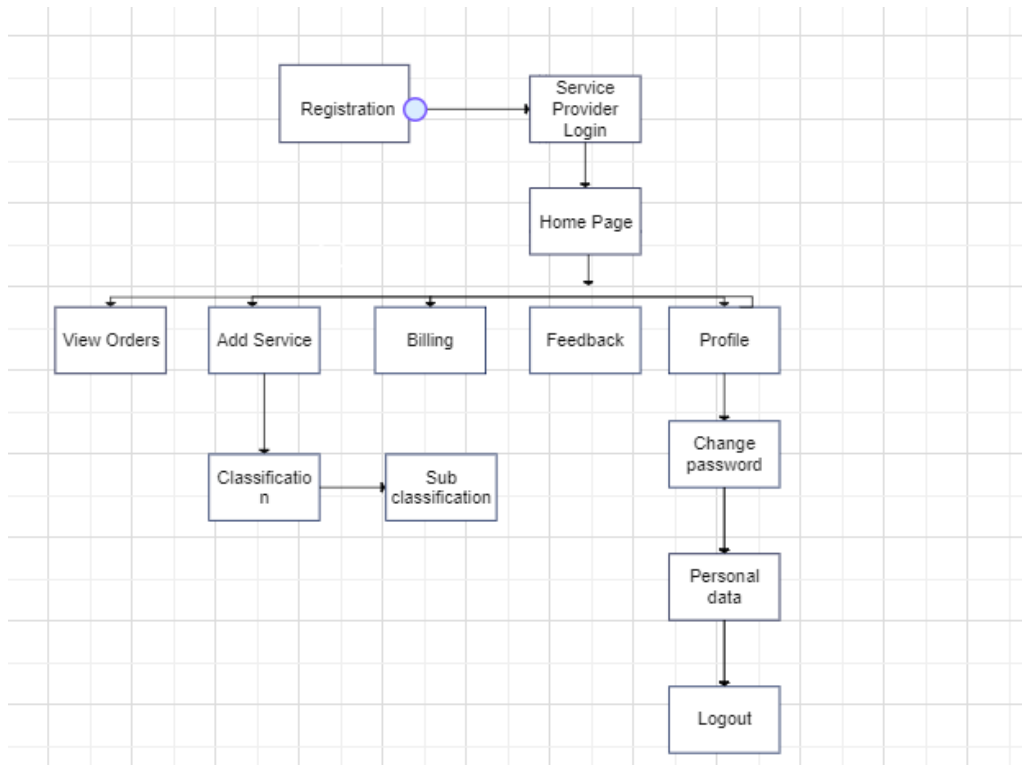 Registration
Service
Provider
Login
Home Page
View Orders
Add Service
Billing
Feedback
Profile
Change
password
Classificatio
n
Sub
classification
Personal
data
Logout